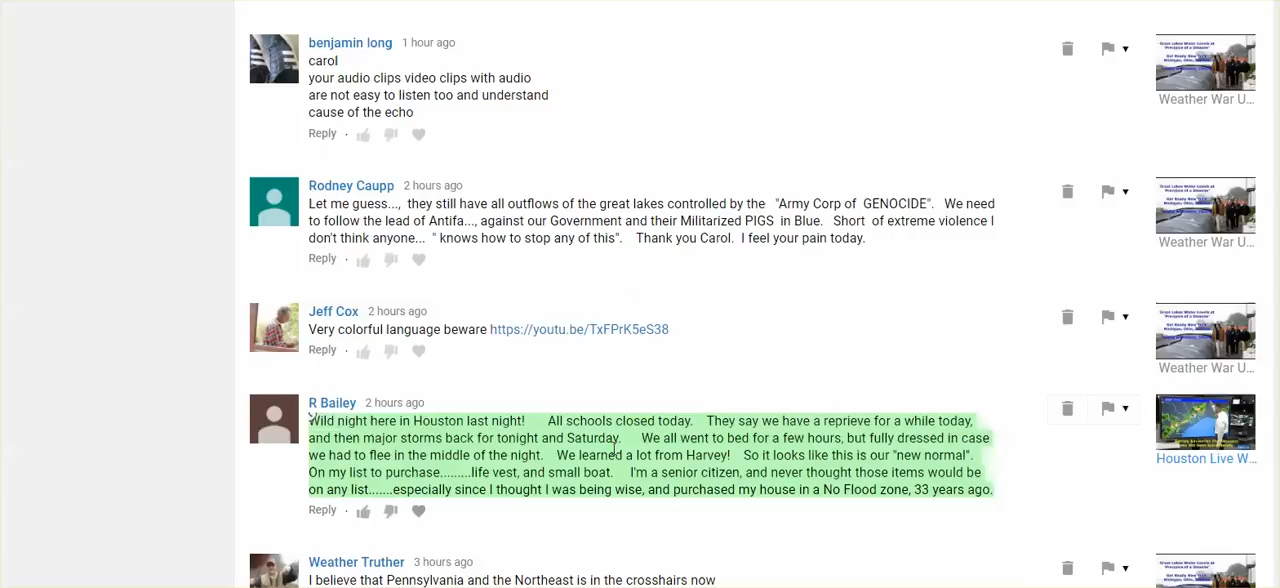 benjamin long 1 hour ago
carol
your audio clips video clips with audio
are not easy to listen too and understand
cause of the echo
Reply ·
Weather War U...
Rodney Caupp 2 hours ago
Let me guess..., they still have all outflows of the great lakes controlled by the "Army Corp of GENOCIDE". We need
to follow the lead of Antifa..., against our Government and their Militarized PIGS in Blue. Short of extreme violence I
don't think anyone... " knows how to stop any of this". Thank you Carol. I feel your pain today.
Reply ·
Weather War U...
Jeff Cox 2 hours ago
Very colorful language beware https://youtu.be/TxFPrK5eS38
Reply ·
Weather War U...
R Bailey 2 hours ago
Wild night here in Houston last night! All schools closed today. They say we have a reprieve for a while today,
and then major storms back for tonight and Saturday. We all went to bed for a few hours, but fully dressed in case
we had to flee in the middle of the night. We learned a lot from Harvey! So it looks like this is our "new normal".
On my list to purchase.........life vest, and small boat. I'm a senior citizen, and never thought those items would be
on any list.......especially since I thought I was being wise, and purchased my house in a No Flood zone, 33 years ago.
Reply ·
Houston Live W...
Weather Truther 3 hours ago
I believe that Pennsylvania and the Northeast is in the crosshairs now